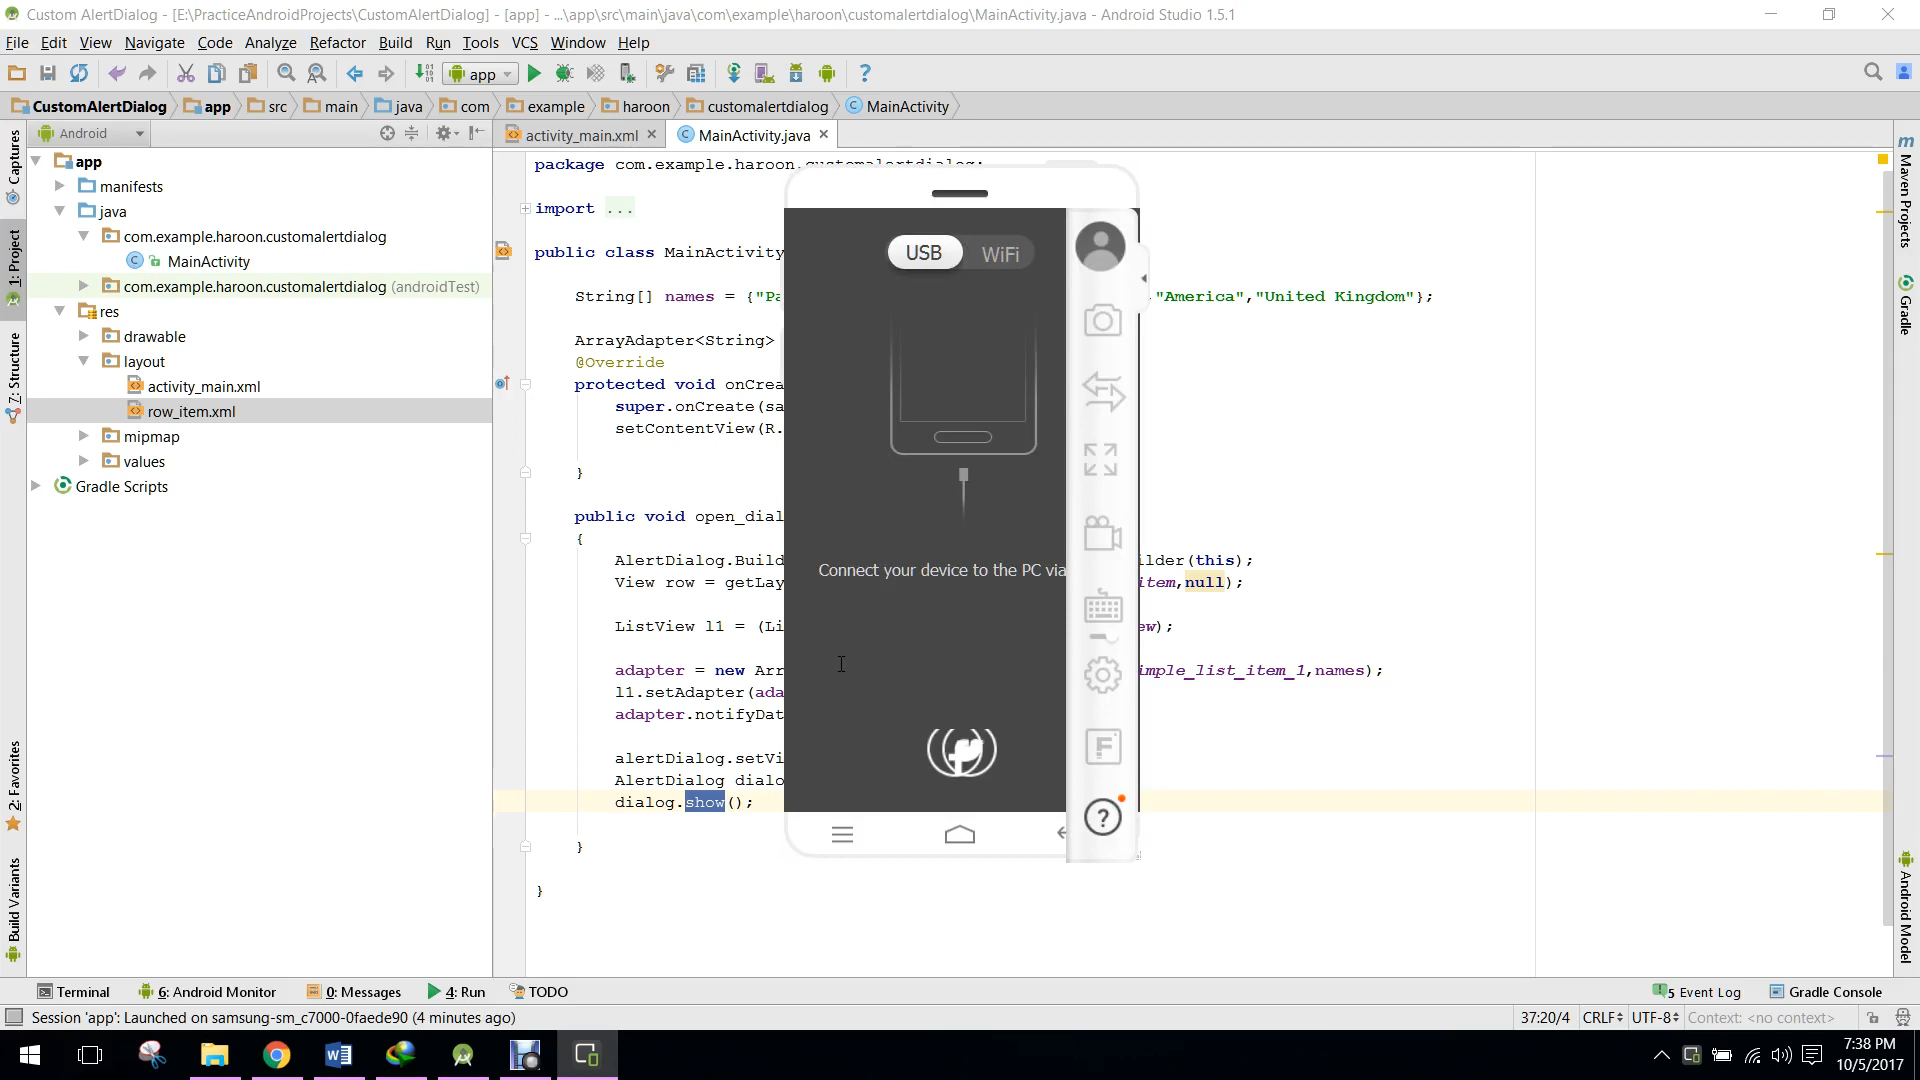 Custom AlertDialog - [E:\PracticeAndroidProjects\CustomAlertDialog] - [app] - ...\app\src\main\java\com\example\haroon\customalertdialog\MainActivity.java - Android Studio 1.5.1
File Edit View Navigate Code Analyze Refactor Build Run Tools VCS Window Help
app
CustomAlertDialog app src main java com example haroon customalertdialog MainActivity
Android
activity_main.xml
MainActivity.java
app
manifests
java
com.example.haroon.customalertdialog
MainActivity
com.example.haroon.customalertdialog (androidTest)
res
drawable
layout
activity_main.xml
row_item.xml
mipmap
values
Gradle Scripts
Captures
1: Project
7: Structure
2: Favorites
Build Variants
package com.example.haroon.customalertdialog;
import ...
public class MainActivity
String[] names = {"Pa "America","United Kingdom"};
ArrayAdapter<String>
@Override
protected void onCrea
super.onCreate(sa
setContentView(R.
}
public void open_dial
{
AlertDialog.Build ilder(this);
View row = getLay item,null);
ListView l1 = (Li ew);
adapter = new Arr imple_list_item_1,names);
l1.setAdapter(ada
adapter.notifyDat
alertDialog.setVi
AlertDialog dialo
dialog.show();
}
}
USB WiFi
Connect your device to the PC via
F
?
m Maven Projects
Gradle
Android Model
Terminal 6: Android Monitor 0: Messages 4: Run TODO
5 Event Log Gradle Console
Session 'app': Launched on samsung-sm_c7000-0faede90 (4 minutes ago)
37:20/4 CRLF UTF-8 Context: <no context>
7:38 PM
10/5/2017